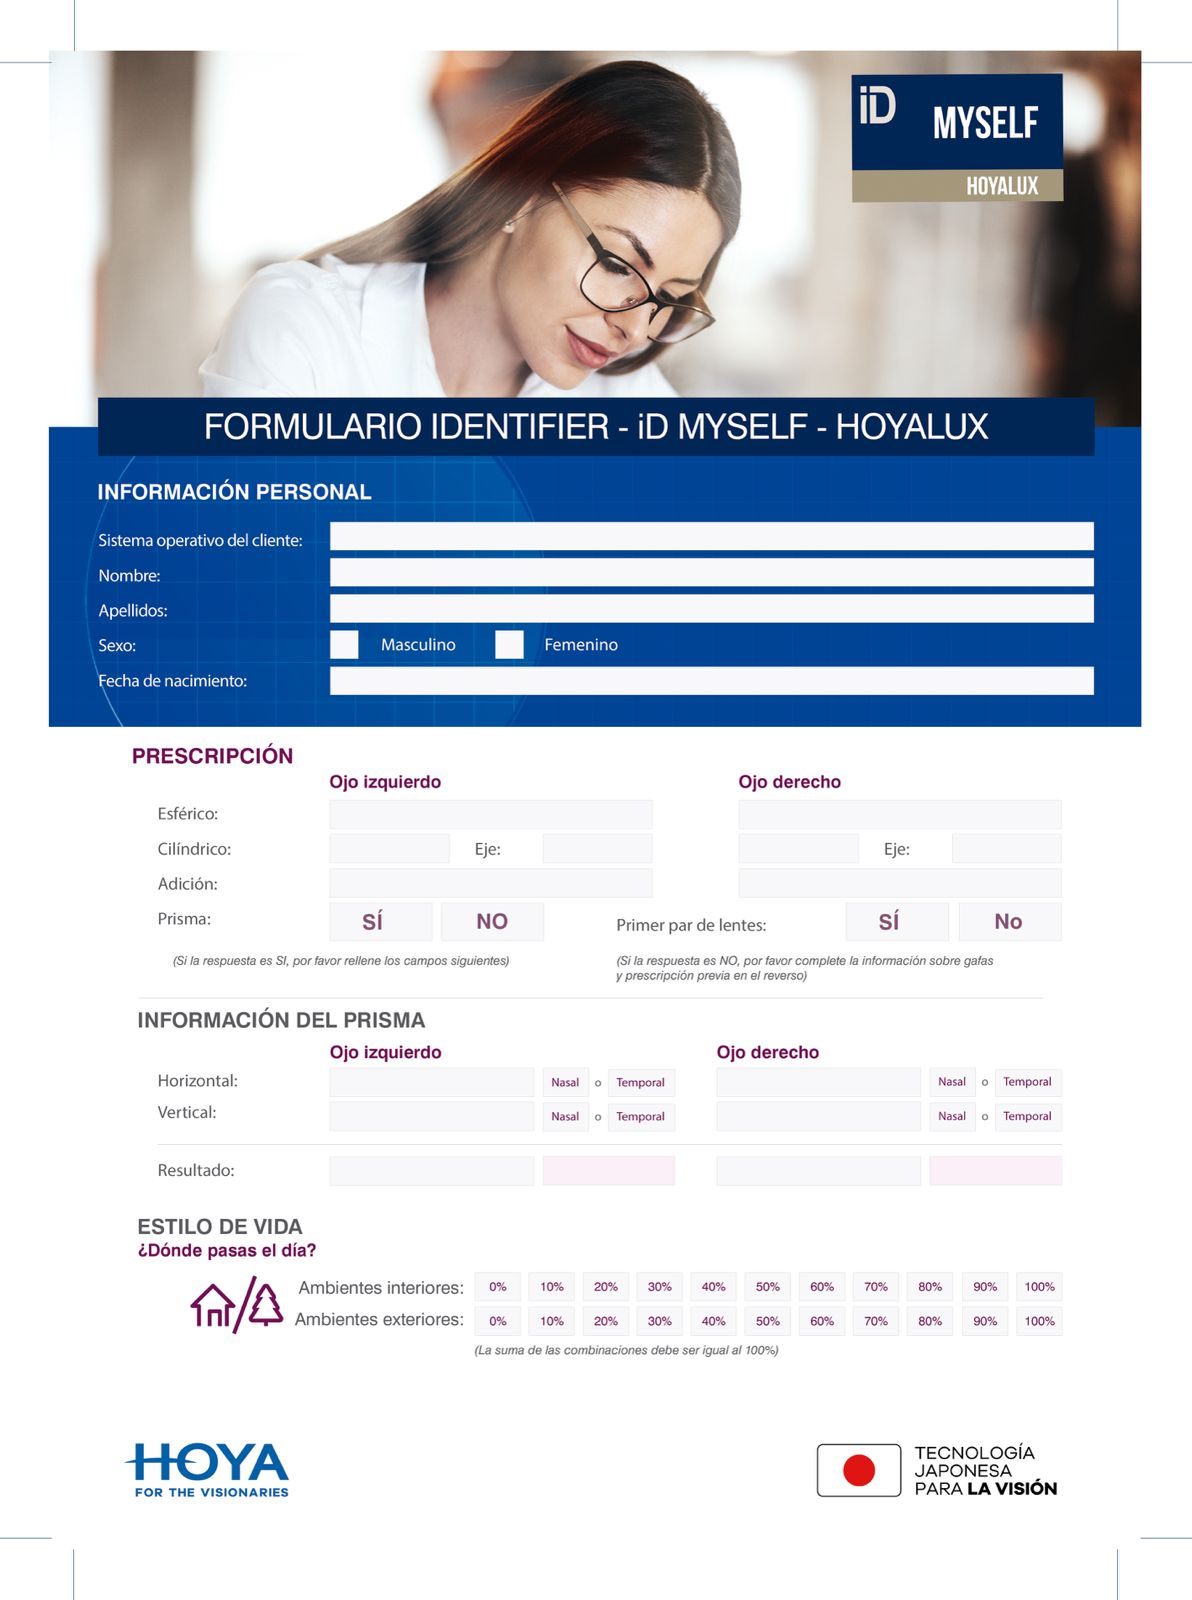 iD
MYSELF
HOYALUX
FORMULARIO IDENTIFIER - iD MYSELF - HOYALUX
INFORMACIÓN PERSONAL
Sistema operativo del cliente:
Nombre:
Apellidos:
Sexo: Masculino Femenino
Fecha de nacimiento:
PRESCRIPCIÓN
Ojo izquierdo Ojo derecho
Esférico:
Cilíndrico: Eje: Eje:
Adición:
Prisma: SÍ NO Primer par de lentes: SÍ No
(Si la respuesta es SI, por favor rellene los campos siguientes) (Si la respuesta es NO, por favor complete la información sobre gafas
y prescripción previa en el reverso)
INFORMACIÓN DEL PRISMA
Ojo izquierdo Ojo derecho
Horizontal: Nasal o Temporal Nasal o Temporal
Vertical: Nasal o Temporal Nasal o Temporal
Resultado:
ESTILO DE VIDA
¿Dónde pasas el día?
Ambientes interiores: 0% 10% 20% 30% 40% 50% 60% 70% 80% 90% 100%
Ambientes exteriores: 0% 10% 20% 30% 40% 50% 60% 70% 80% 90% 100%
(La suma de las combinaciones debe ser igual al 100%)
HOYA
FOR THE VISIONARIES
TECNOLOGÍA
JAPONESA
PARA LA VISIÓN